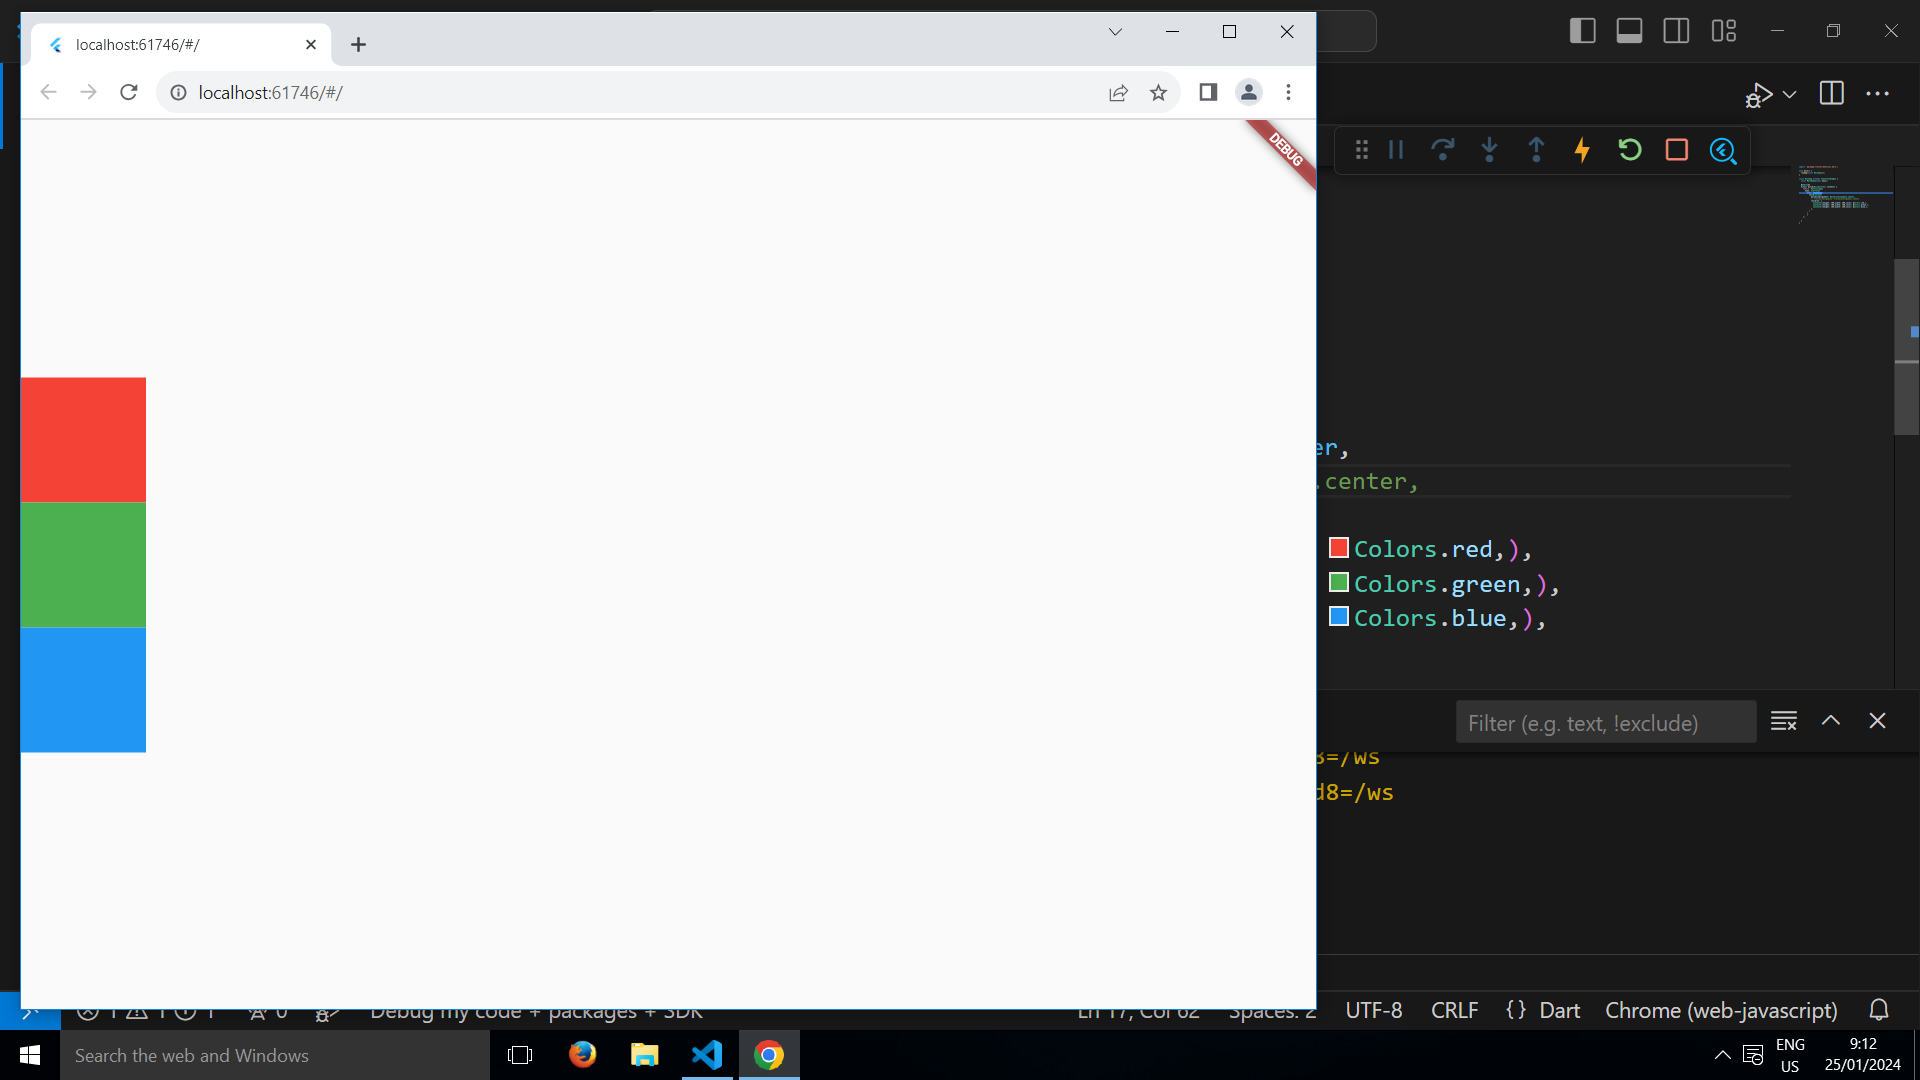 localhost:61746/#/
localhost:61746/#/
DEBUG
er,
.center,
Colors.red,),
Colors.green,),
Colors.blue,),
Filter (e.g. text, !exclude)
=/ws
d8=/ws
Debug my code + packages + SDK
Ln 17, Col 62
Spaces: 2
UTF-8
CRLF
{} Dart
Chrome (web-javascript)
Search the web and Windows
ENG
US
9:12
25/01/2024